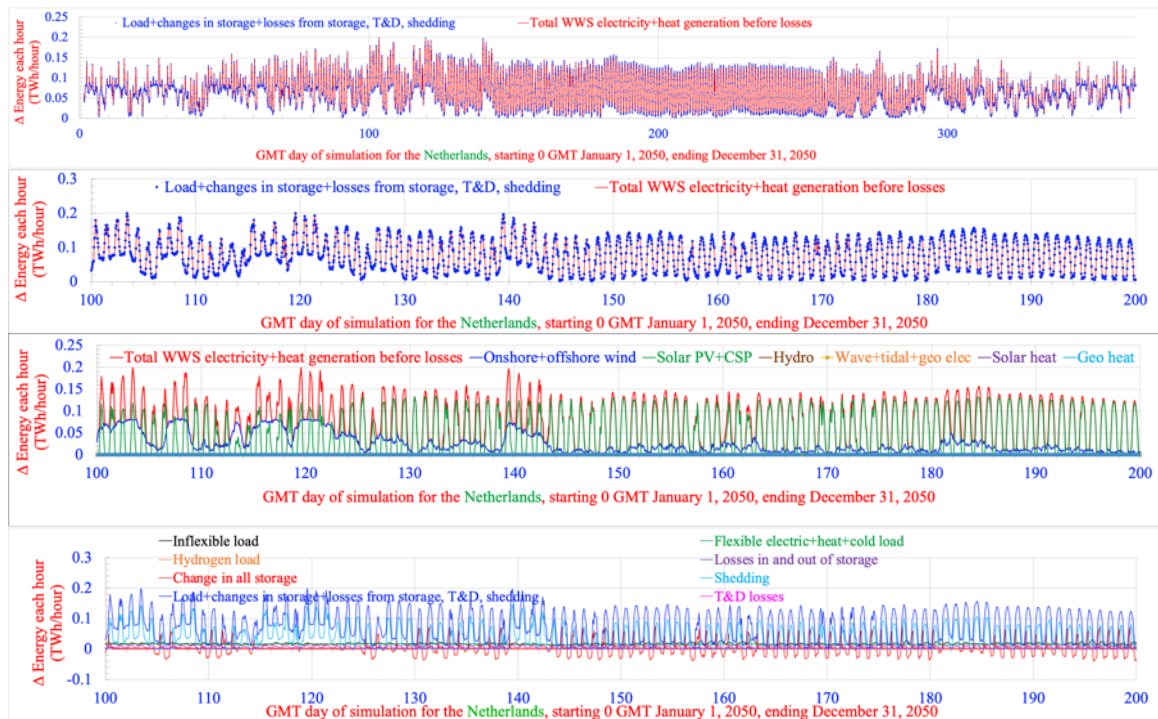 Load+changes in storage+losses from storage, T&D, shedding
Total WWS electricity+heat generation before losses
Δ Energy each hour
(TWh/hour)
0.25
0.2
0.15
0.1
0.05
0
0 100 200 300
GMT day of simulation for the Netherlands, starting 0 GMT January 1, 2050, ending December 31, 2050
Load+changes in storage+losses from storage, T&D, shedding
Total WWS electricity+heat generation before losses
Δ Energy each hour
(TWh/hour)
0.3
0.2
0.1
0
100 110 120 130 140 150 160 170 180 190 200
GMT day of simulation for the Netherlands, starting 0 GMT January 1, 2050, ending December 31, 2050
Total WWS electricity+heat generation before losses
Onshore+offshore wind
Solar PV+CSP
Hydro
Wave+tidal+geo elec
Solar heat
Geo heat
Δ Energy each hour
(TWh/hour)
0.25
0.2
0.15
0.1
0.05
0
100 110 120 130 140 150 160 170 180 190 200
GMT day of simulation for the Netherlands, starting 0 GMT January 1, 2050, ending December 31, 2050
Inflexible load
Flexible electric+heat+cold load
Hydrogen load
Losses in and out of storage
Change in all storage
Shedding
Load+changes in storage+losses from storage, T&D, shedding
T&D losses
Δ Energy each hour
(TWh/hour)
0.3
0.2
0.1
0
-0.1
100 110 120 130 140 150 160 170 180 190 200
GMT day of simulation for the Netherlands, starting 0 GMT January 1, 2050, ending December 31, 2050